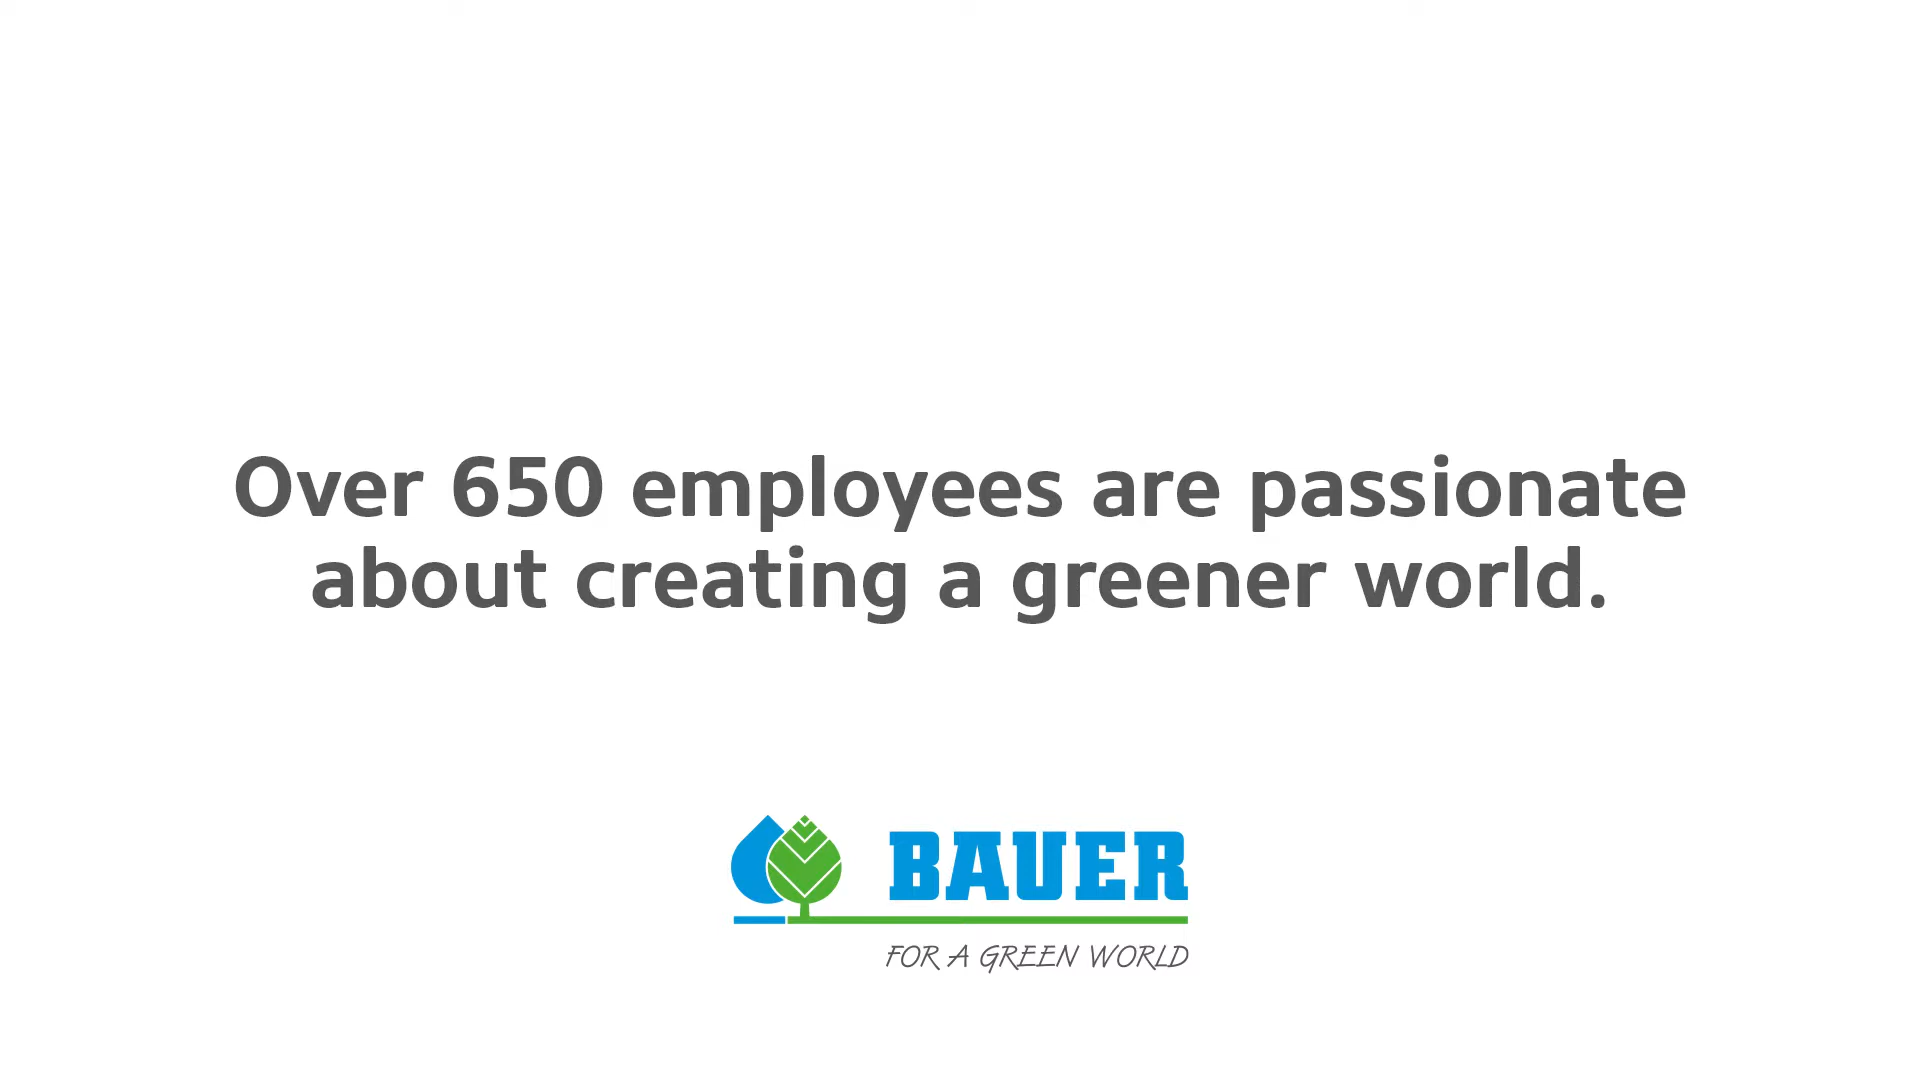 Over 650 employees are passionate
about creating a greener world.
BAUER
FOR A GREEN WORLD